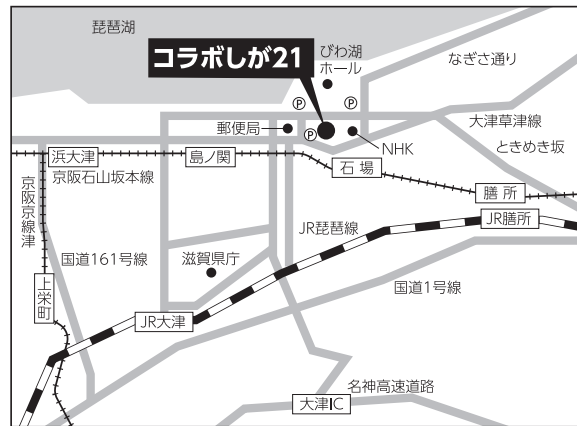 琵琶湖
コラボしが21
びわ湖
ホール
なぎさ通り
Ⓟ
Ⓟ
Ⓟ
郵便局
NHK
大津草津線
ときめき坂
浜大津
島ノ関
石場
膳所
京阪石山坂本線
京阪京線津
JR琵琶線
JR膳所
国道161号線
滋賀県庁
国道1号線
上栄町
JR大津
名神高速道路
大津IC